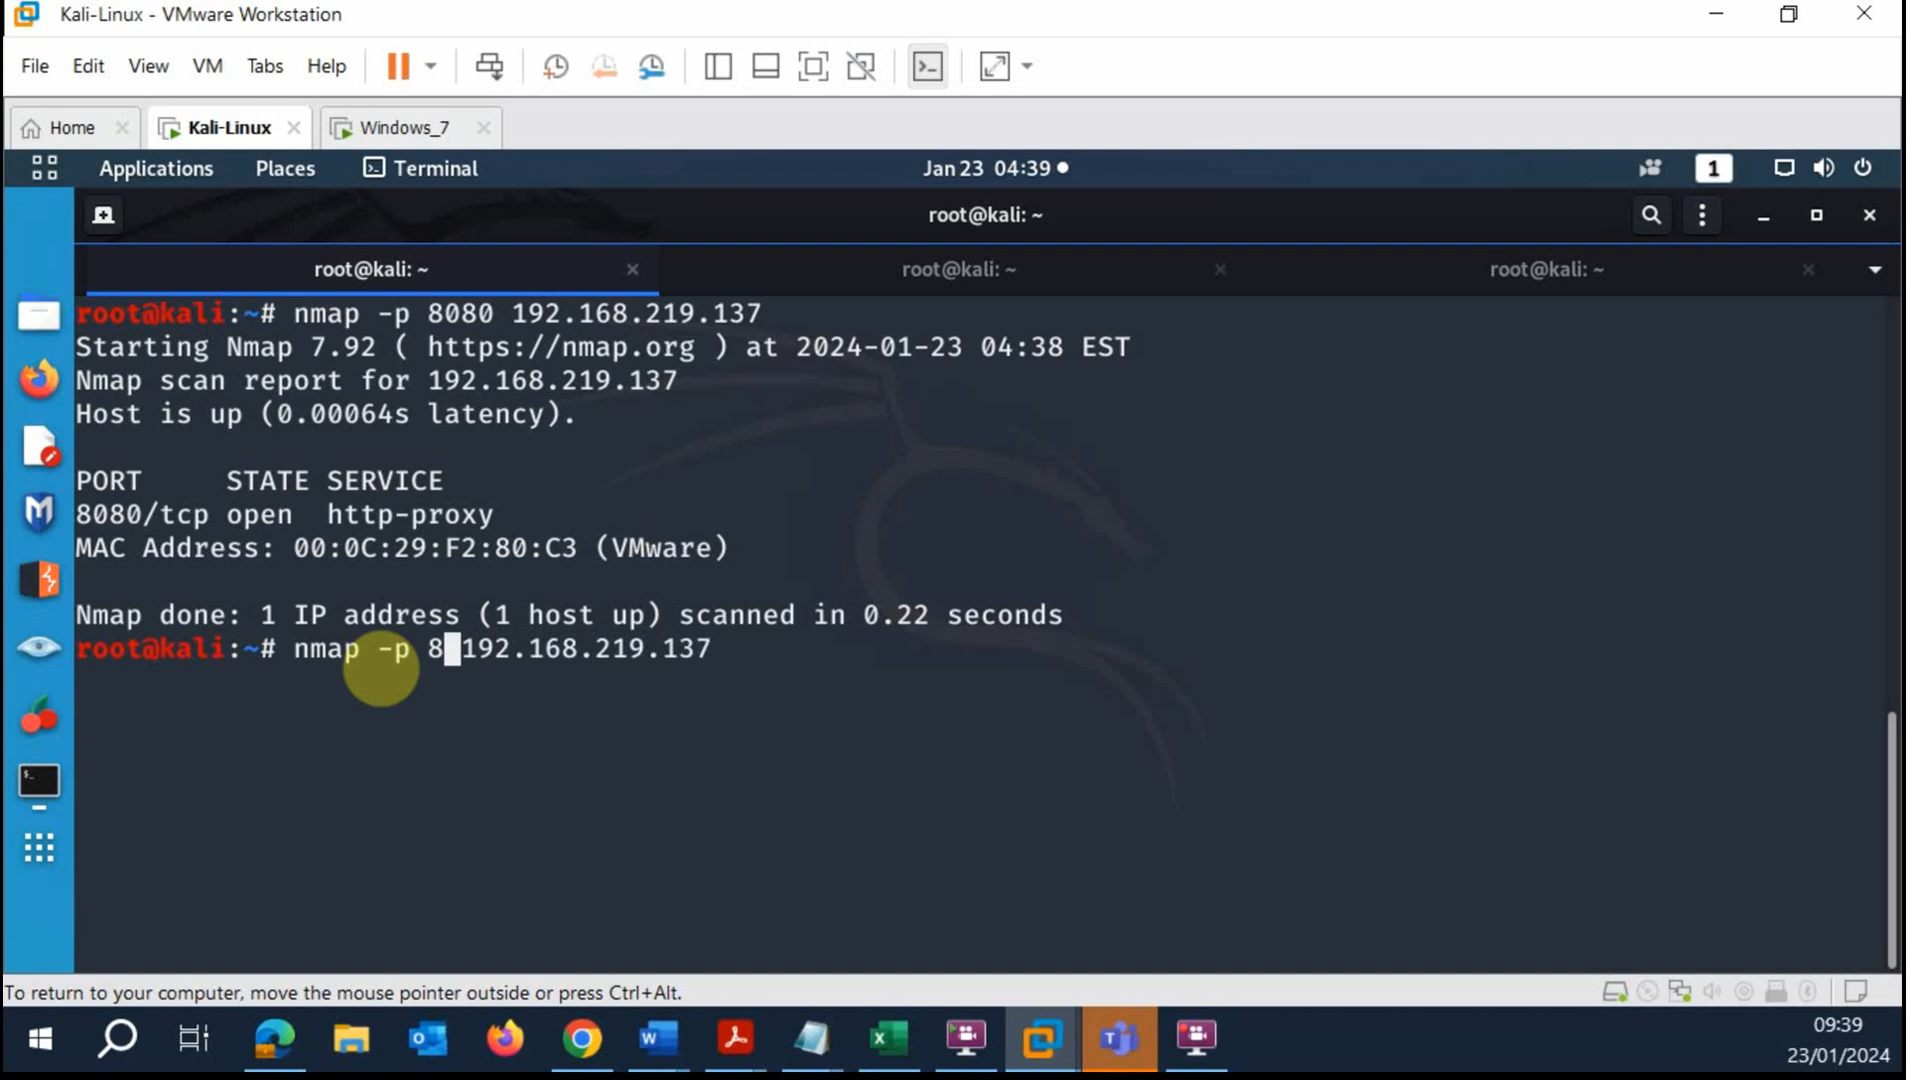 Kali-Linux - VMware Workstation
File Edit View VM Tabs Help
Home Kali-Linux Windows_7
Applications Places Terminal Jan 23 04:39 1
root@kali: ~
root@kali: ~ root@kali: ~ root@kali: ~
root@kali:~# nmap -p 8080 192.168.219.137
Starting Nmap 7.92 ( https://nmap.org ) at 2024-01-23 04:38 EST
Nmap scan report for 192.168.219.137
Host is up (0.00064s latency).
PORT STATE SERVICE
8080/tcp open http-proxy
MAC Address: 00:0C:29:F2:80:C3 (VMware)
Nmap done: 1 IP address (1 host up) scanned in 0.22 seconds
root@kali:~# nmap -p 8 192.168.219.137
To return to your computer, move the mouse pointer outside or press Ctrl+Alt.
09:39
23/01/2024